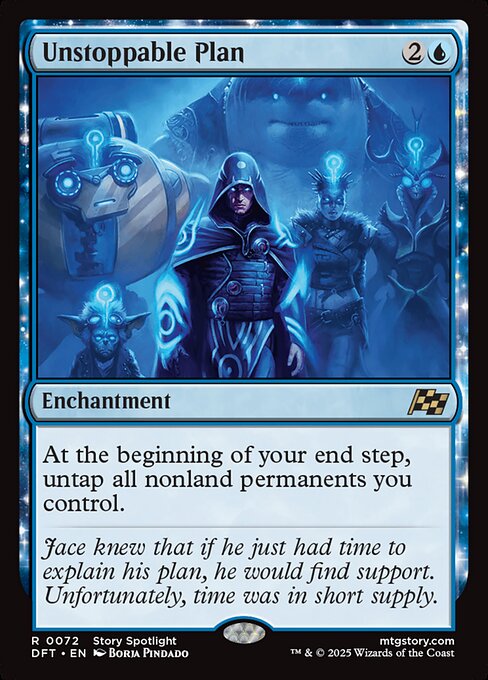 Unstoppable Plan 2
Enchantment
At the beginning of your end step,
untap all nonland permanents you
control.
Jace knew that if he just had time to
explain his plan, he would find support.
Unfortunately, time was in short supply.
R 0072 Story Spotlight mtgstory.com
DFT • EN Borja Pindado ™ & © 2025 Wizards of the Coast